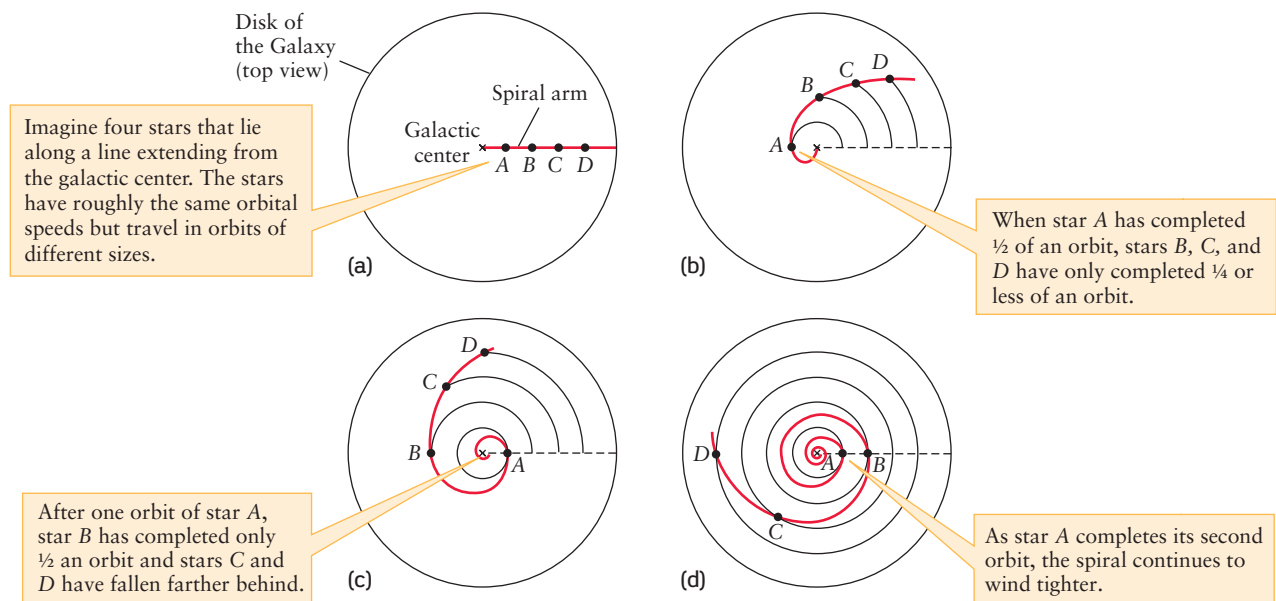 Disk of
the Galaxy
(top view)
Imagine four stars that lie
along a line extending from
the galactic center. The stars
have roughly the same orbital
speeds but travel in orbits of
different sizes.
Spiral arm
Galactic
center
A B C D
(a)
D
C
B
A
(b)
When star A has completed
½ of an orbit, stars B, C, and
D have only completed ¼ or
less of an orbit.
D
C
B
A
After one orbit of star A,
star B has completed only
½ an orbit and stars C and
D have fallen farther behind.
(c)
D
A B
C
(d)
As star A completes its second
orbit, the spiral continues to
wind tighter.